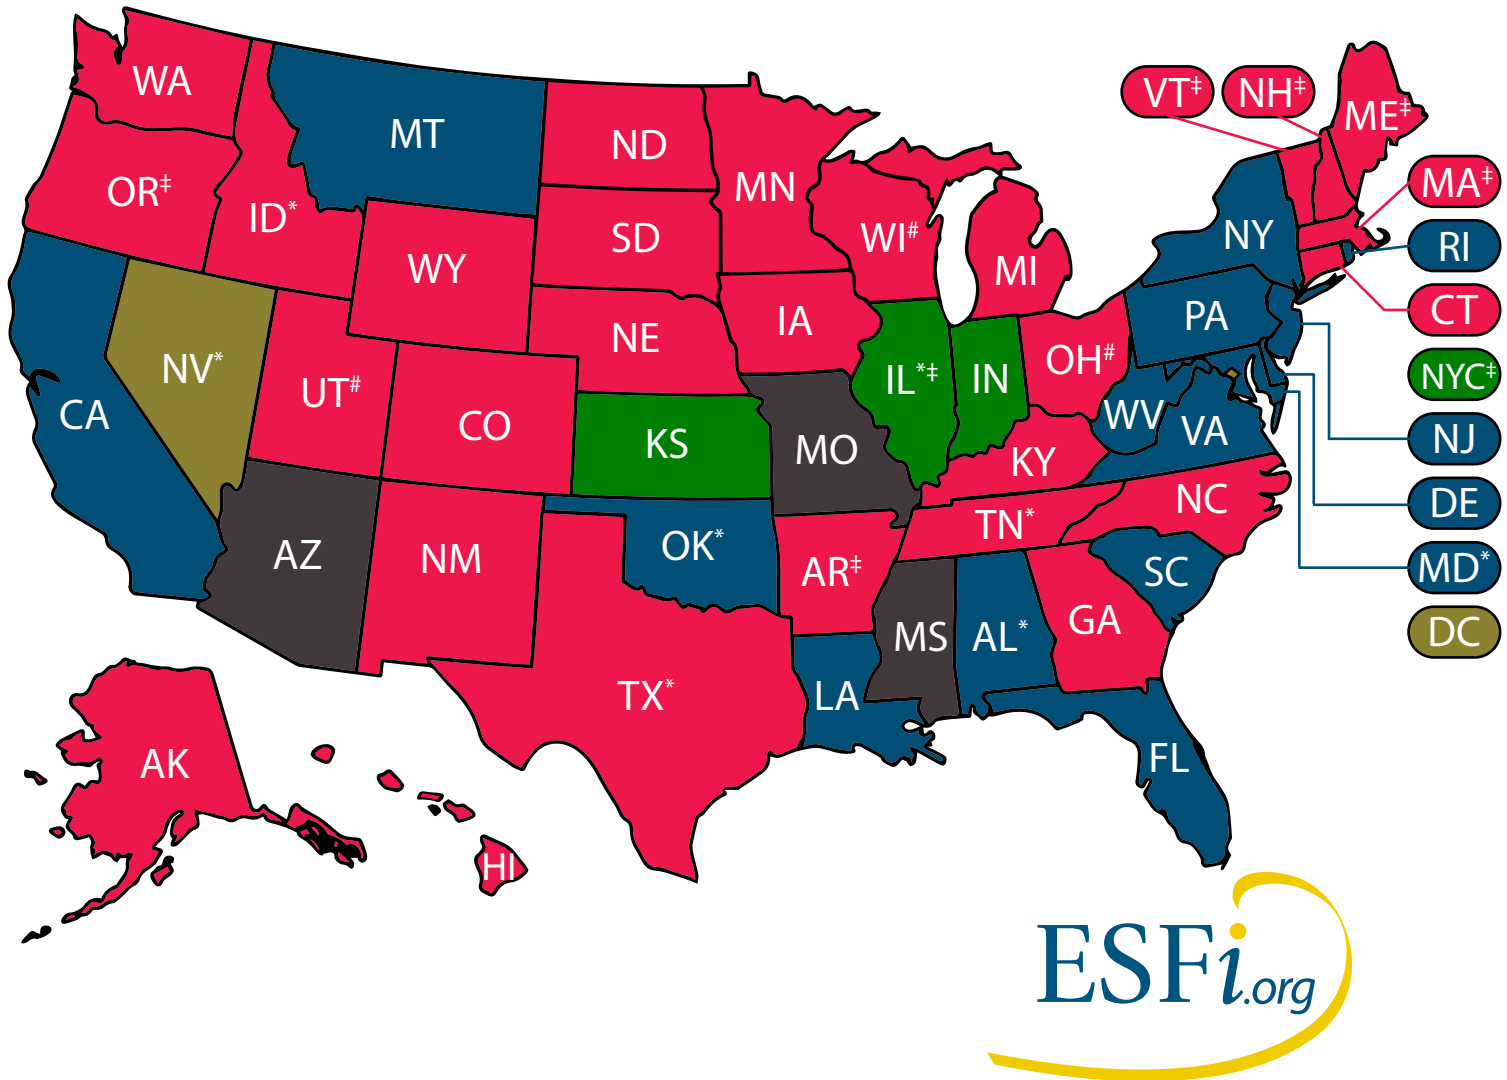 WA
MT
ND
MN
VT‡
NH‡
ME‡
OR‡
ID*
WY
SD
WI#
MI
NY
MA‡
RI
CT
NV*
UT#
CO
NE
IA
IL*‡
IN
OH#
PA
NYC‡
CA
KS
MO
KY
WV
VA
NJ
DE
MD*
DC
AZ
NM
OK*
AR‡
TN*
NC
SC
MS
AL*
GA
TX*
LA
FL
AK
HI
ESFi.org